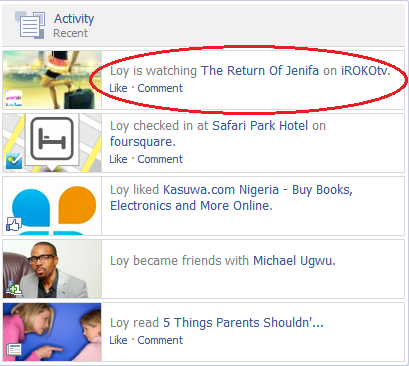 Activity
Recent
Loy is watching The Return Of Jenifa on iROKOtv.
Like · Comment
Loy checked in at Safari Park Hotel on
foursquare.
Like · Comment
Loy liked Kasuwa.com Nigeria - Buy Books,
Electronics and More Online.
Loy became friends with Michael Ugwu.
Loy read 5 Things Parents Shouldn'...
Like · Comment